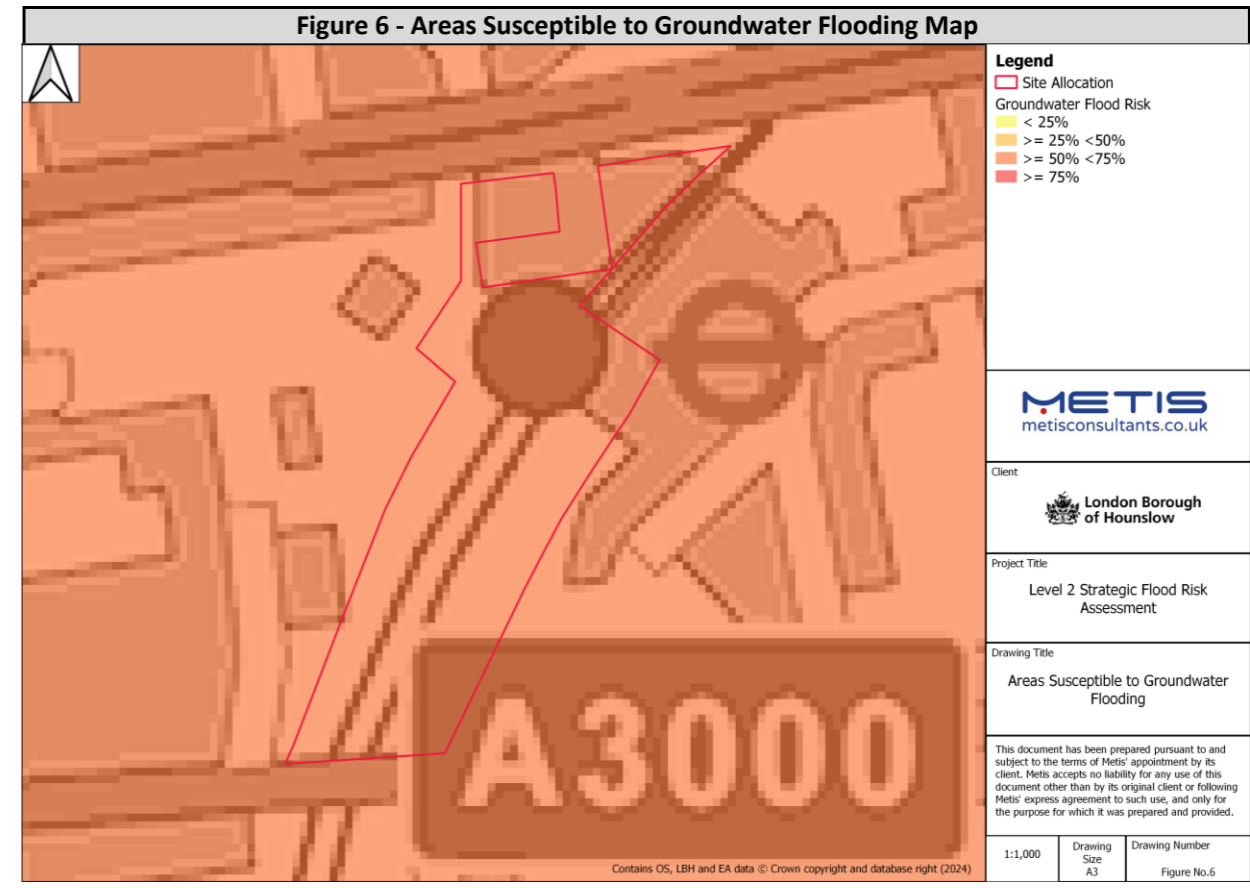 Figure 6 - Areas Susceptible to Groundwater Flooding Map
A3000
Contains OS, LBH and EA data © Crown copyright and database right (2024)
Legend
Site Allocation
Groundwater Flood Risk
< 25%
>= 25% <50%
>= 50% <75%
>= 75%
METIS
metisconsultants.co.uk
Client
London Borough
of Hounslow
Project Title
Level 2 Strategic Flood Risk
Assessment
Drawing Title
Areas Susceptible to Groundwater
Flooding
This document has been prepared pursuant to and
subject to the terms of Metis' appointment by its
client. Metis accepts no liability for any use of this
document other than by its original client or following
Metis' express agreement to such use, and only for
the purpose for which it was prepared and provided.
1:1,000
Drawing
Size
A3
Drawing Number
Figure No.6